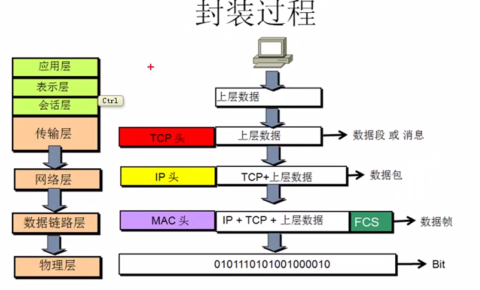 封装过程
应用层
表示层
会话层
Ctrl
上层数据
传输层
TCP 头
上层数据
数据段 或 消息
网络层
IP 头
TCP+上层数据
数据包
数据链路层
MAC 头
IP + TCP + 上层数据
FCS
数据帧
物理层
0101110101001000010
Bit